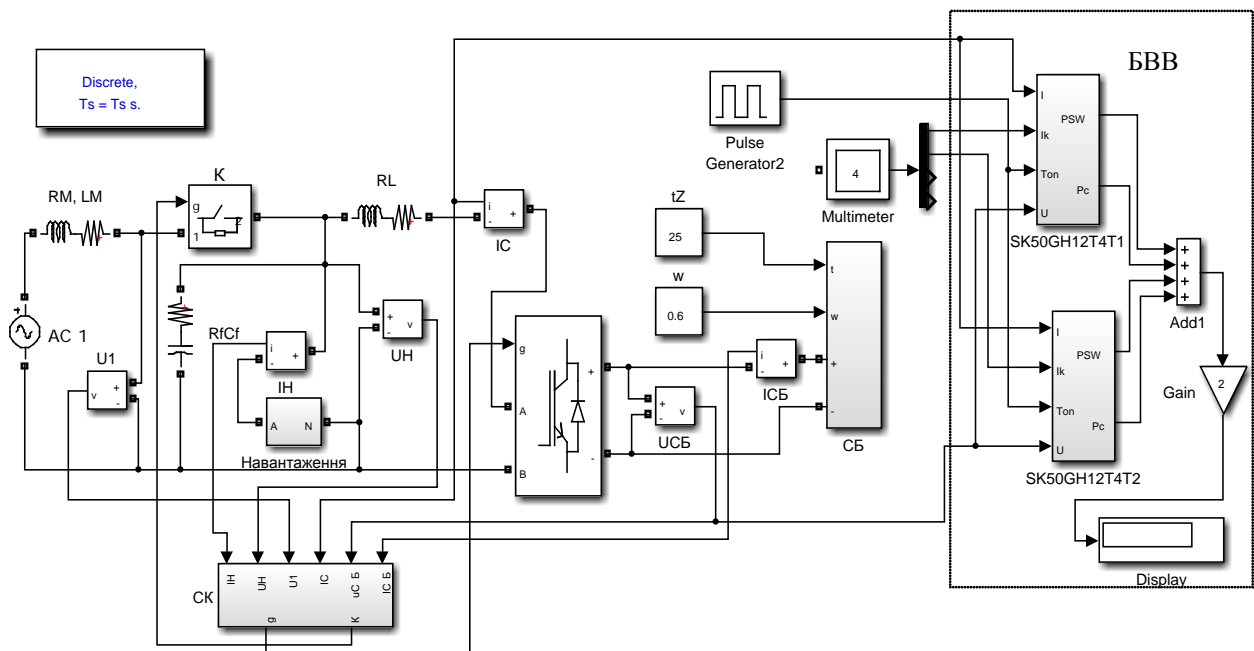 Discrete,
Ts = Ts s.
RM, LM
AC 1
U1
v
+
-
K
g
1
2
RL
RfCf
IH
i
+
-
A
N
Навантаження
UH
+
-
v
IC
i
+
-
g
A
B
+
-
UСБ
+
-
v
IСБ
i
+
-
Pulse
Generator2
4
Multimeter
tZ
25
w
0.6
t
w
+
-
СБ
СК
IH
UH
U1
IC
uC Б
IC Б
g
K
БВВ
I
Ik
Ton
U
PSW
Pc
SK50GH12T4T1
I
Ik
Ton
U
PSW
Pc
SK50GH12T4T2
+
+
+
+
Add1
2
Gain
Display